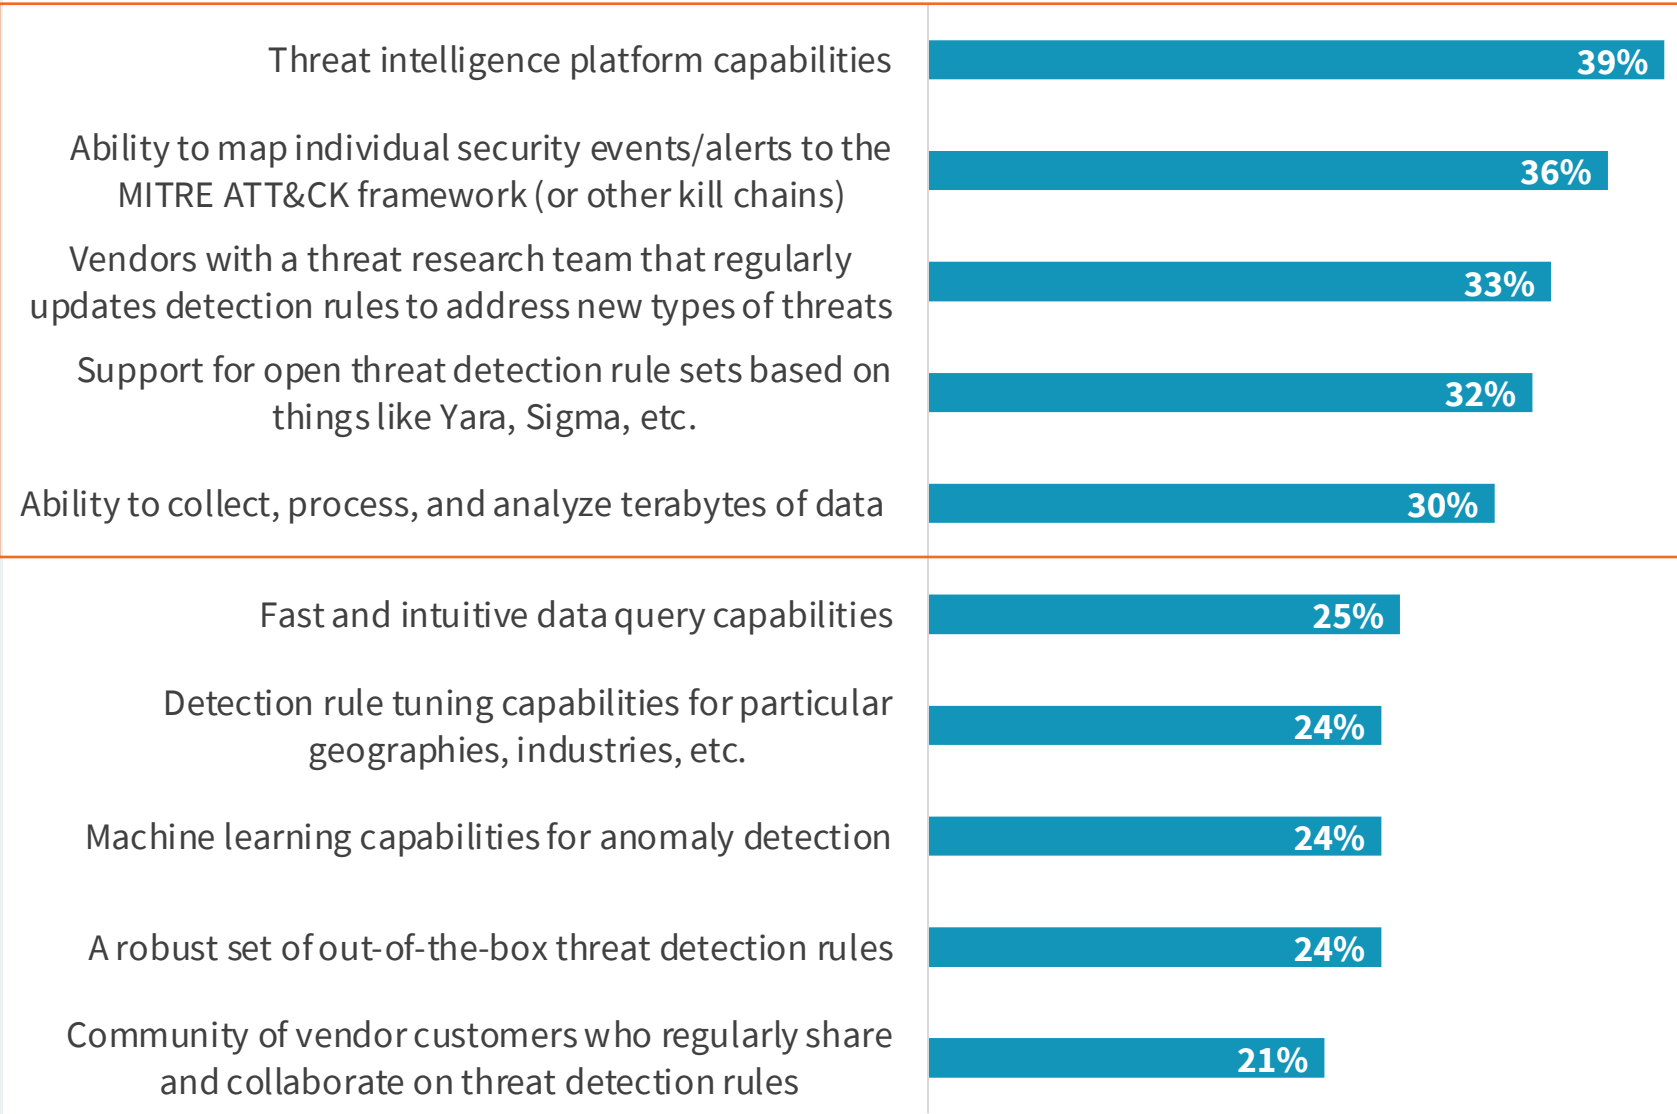 Threat intelligence platform capabilities
39%
Ability to map individual security events/alerts to the
MITRE ATT&CK framework (or other kill chains)
36%
Vendors with a threat research team that regularly
updates detection rules to address new types of threats
33%
Support for open threat detection rule sets based on
things like Yara, Sigma, etc.
32%
Ability to collect, process, and analyze terabytes of data
30%
Fast and intuitive data query capabilities
25%
Detection rule tuning capabilities for particular
geographies, industries, etc.
24%
Machine learning capabilities for anomaly detection
24%
A robust set of out-of-the-box threat detection rules
24%
Community of vendor customers who regularly share
and collaborate on threat detection rules
21%